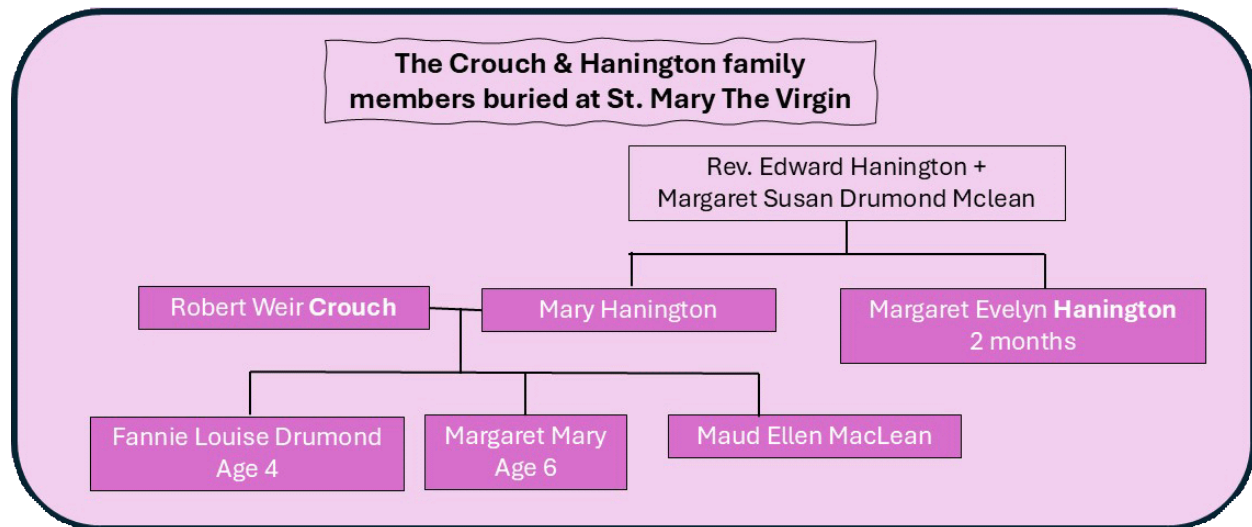 The Crouch & Hanington family
members buried at St. Mary The Virgin
Rev. Edward Hanington +
Margaret Susan Drumond Mclean
Robert Weir Crouch
Mary Hanington
Margaret Evelyn Hanington
2 months
Fannie Louise Drumond
Age 4
Margaret Mary
Age 6
Maud Ellen MacLean